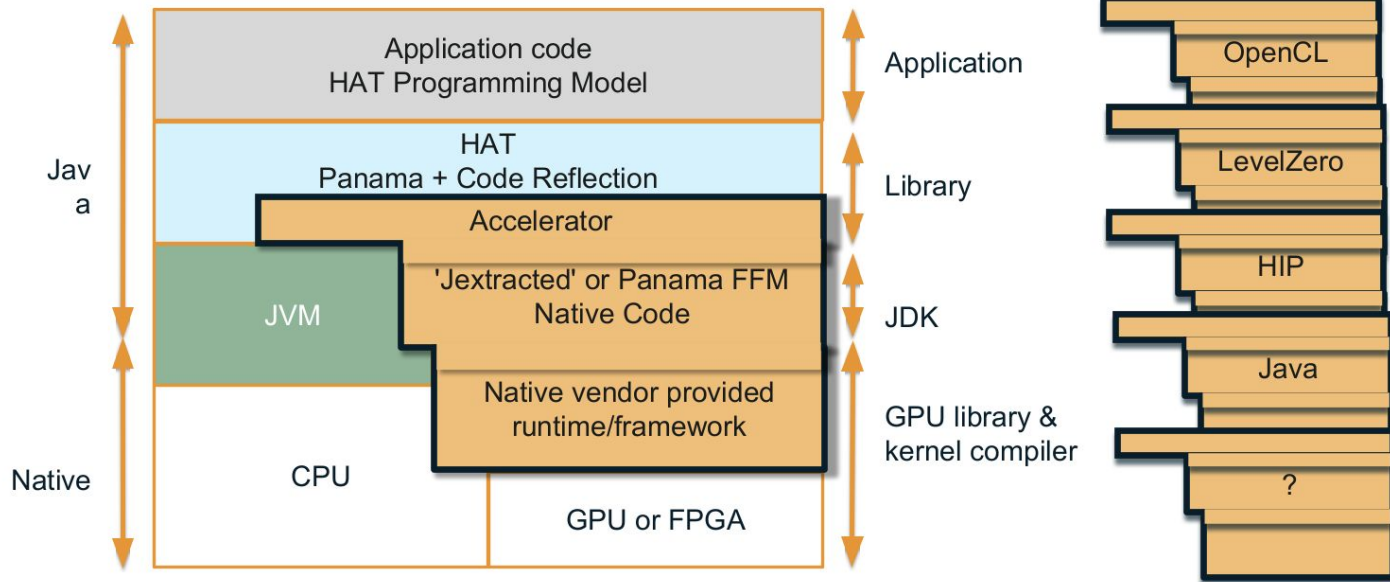 Application code
HAT Programming Model
Application
HAT
Panama + Code Reflection
Library
Jav
a
Accelerator
'Jextracted' or Panama FFM
Native Code
JVM
JDK
Native vendor provided
runtime/framework
GPU library &
kernel compiler
Native
CPU
GPU or FPGA
OpenCL
LevelZero
HIP
Java
?